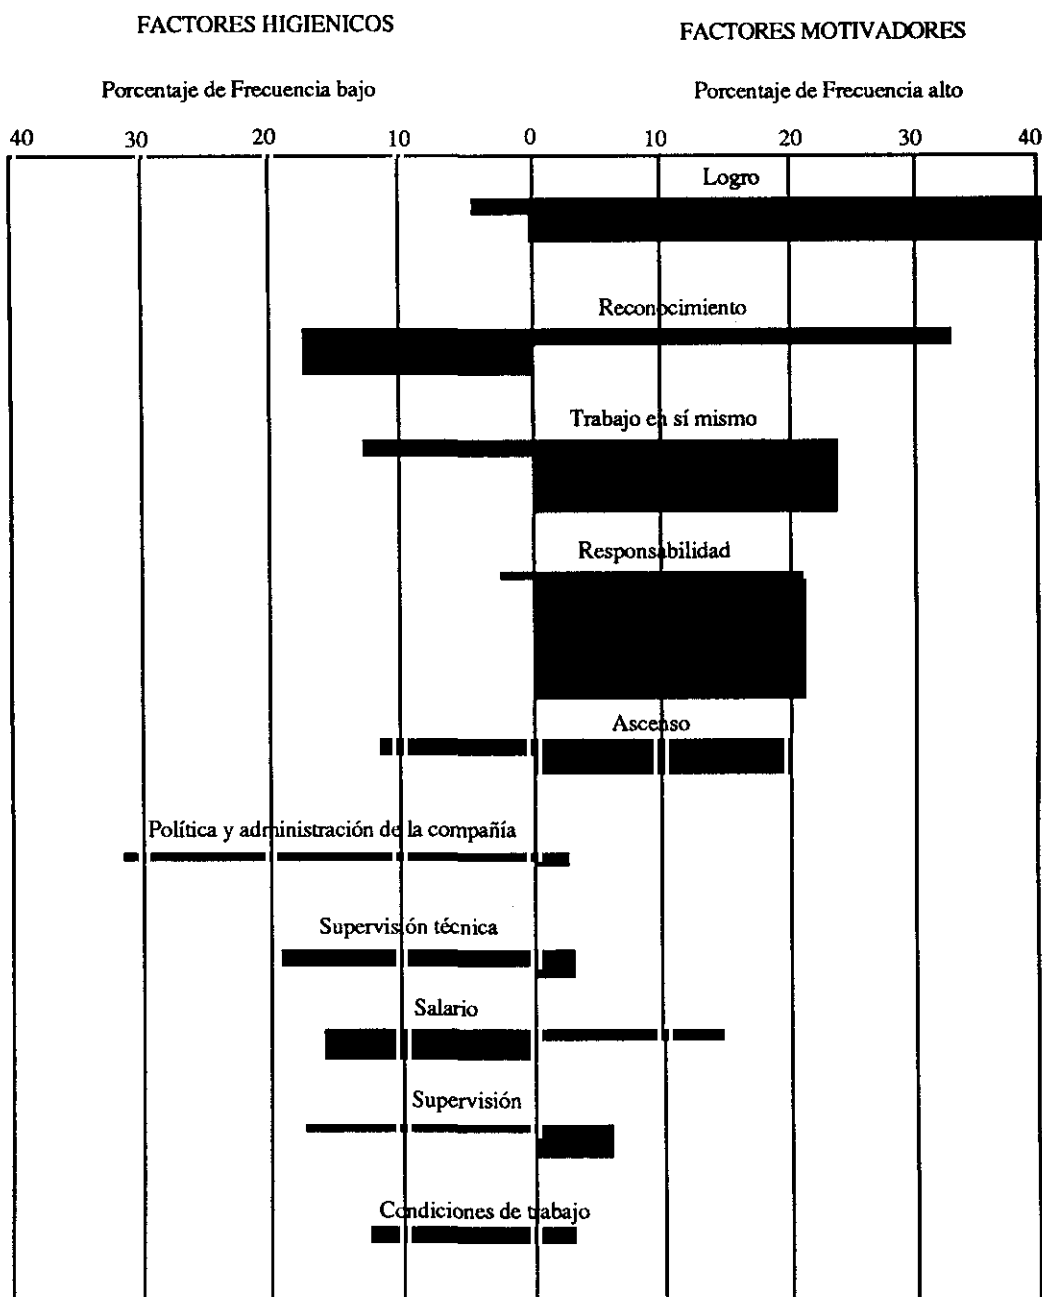 FACTORES HIGIENICOS
FACTORES MOTIVADORES
Porcentaje de Frecuencia bajo
Porcentaje de Frecuencia alto
40 30 20 10 0 10 20 30 40
Logro
Reconocimiento
Trabajo en sí mismo
Responsabilidad
Ascenso
Política y administración de la compañía
Supervisión técnica
Salario
Supervisión
Condiciones de trabajo